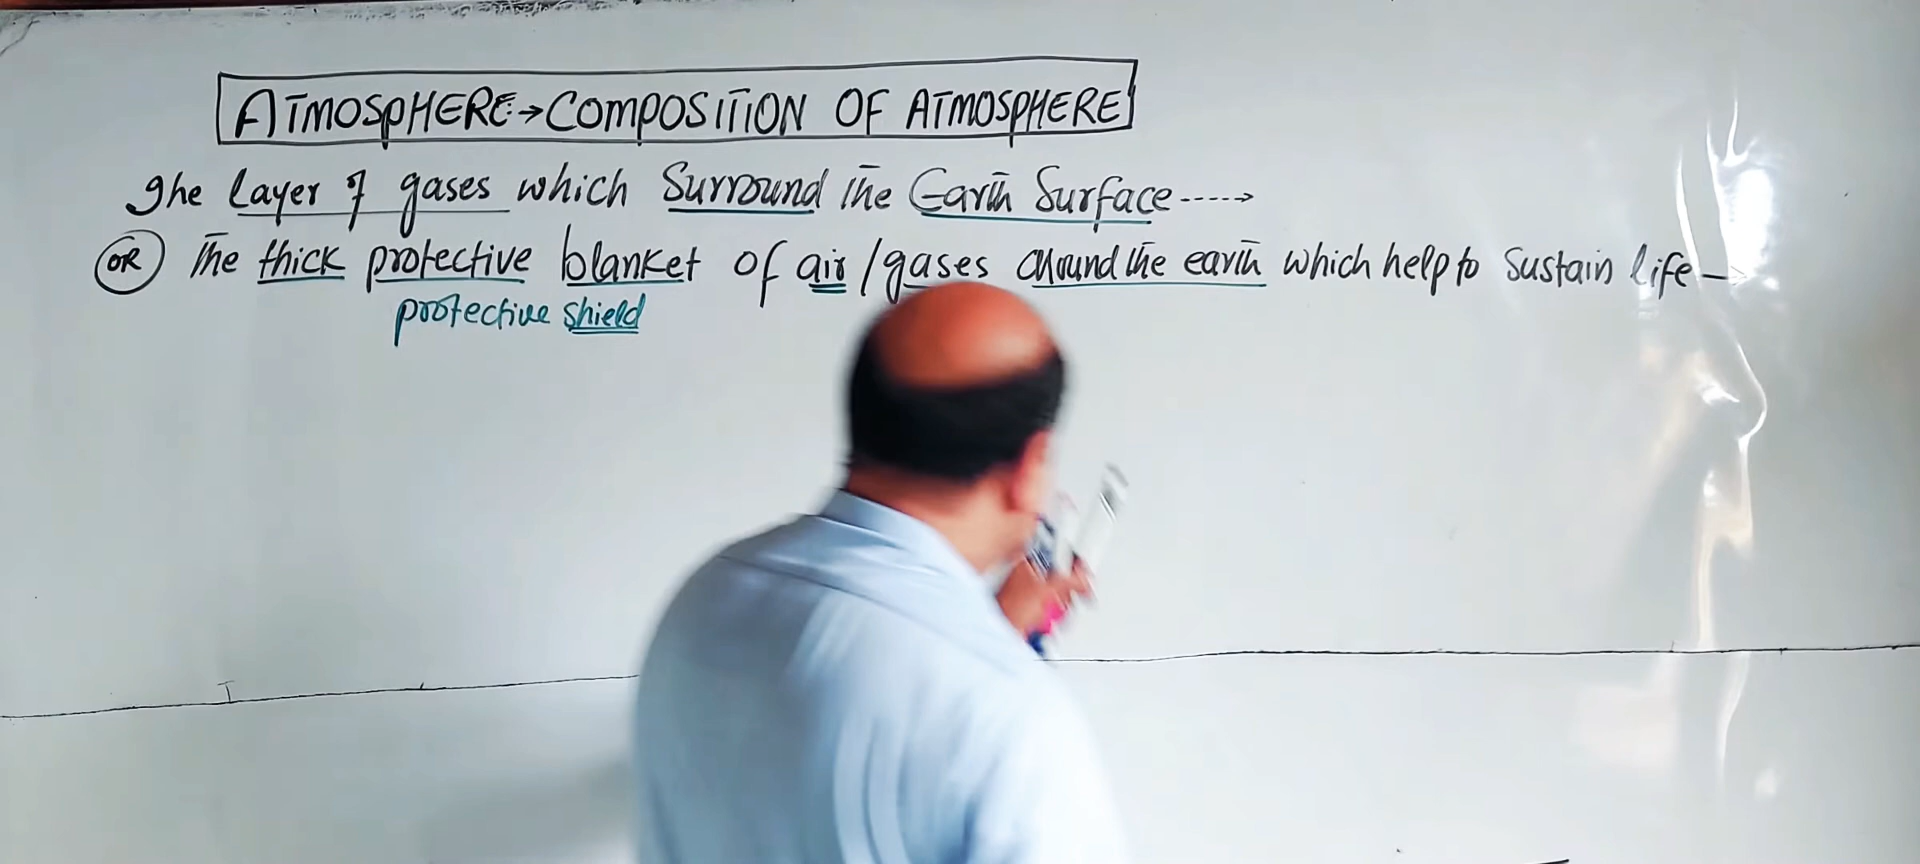 ATMOSPHERE:→COMPOSITION OF ATMOSPHERE
The layer of gases which Surround the Earth Surface----->
OR The thick protective blanket of air/gases around the earth which help to Sustain life→
protective shield